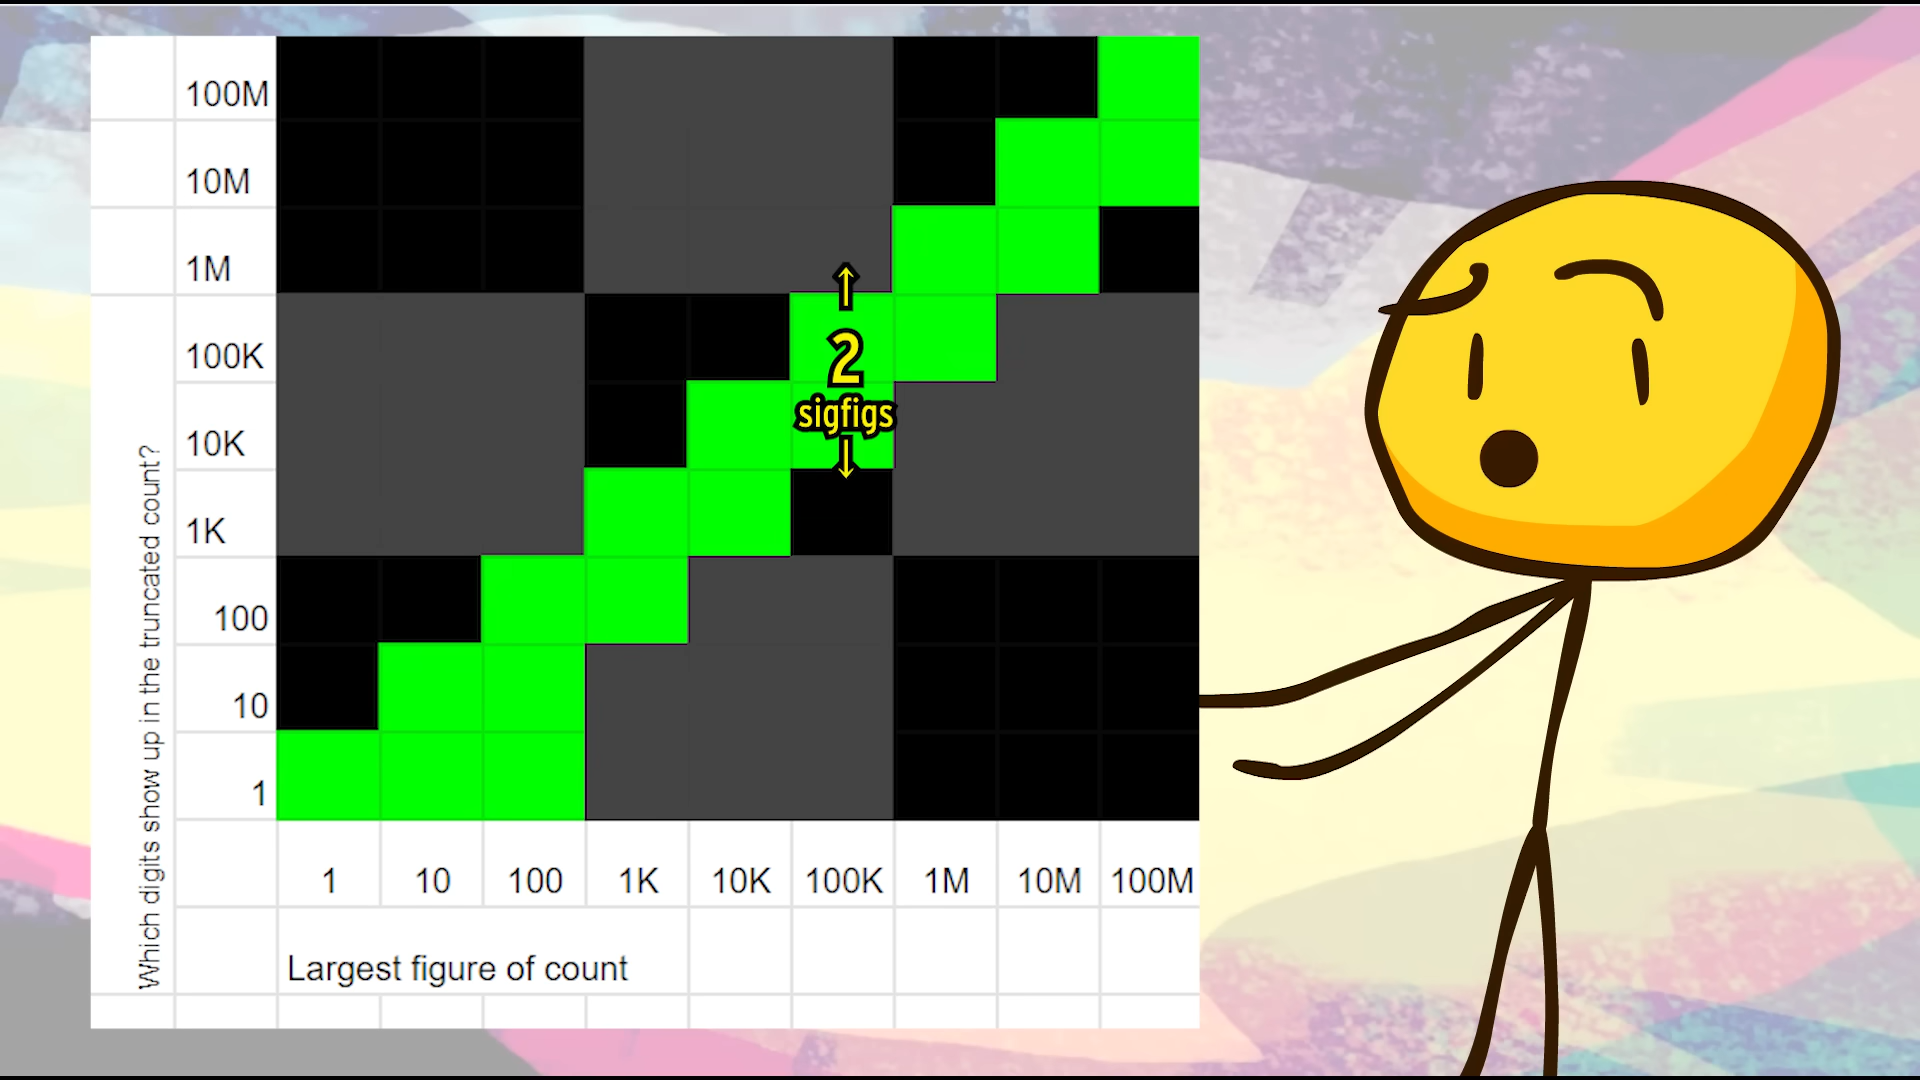 100M
10M
1M
100K
10K
1K
100
10
1
Which digits show up in the truncated count?
2
sigfigs
1 10 100 1K 10K 100K 1M 10M 100M
Largest figure of count